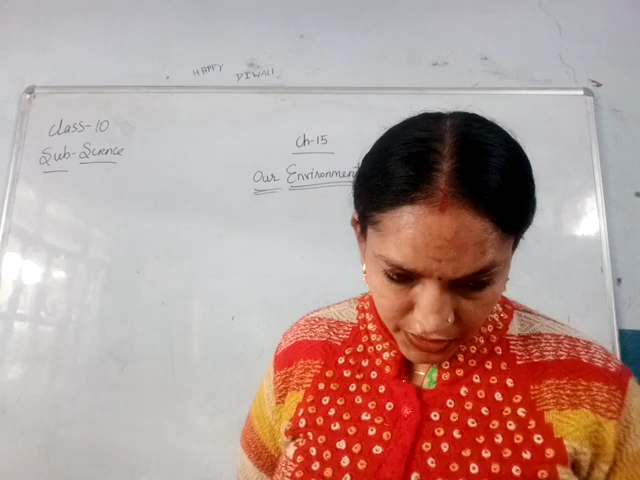 HAPPY
DIWALI
Class-10
Sub-Science
Ch-15
Our Environment